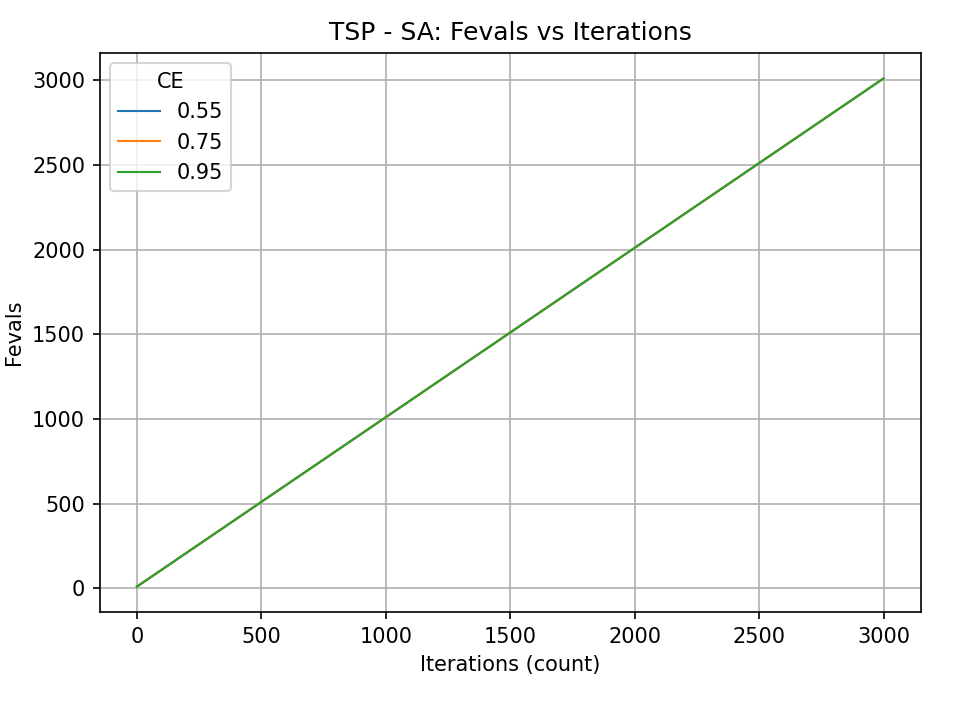 TSP - SA: Fevals vs Iterations
CE
0.55
0.75
0.95
Fevals
3000
2500
2000
1500
1000
500
0
0 500 1000 1500 2000 2500 3000
Iterations (count)